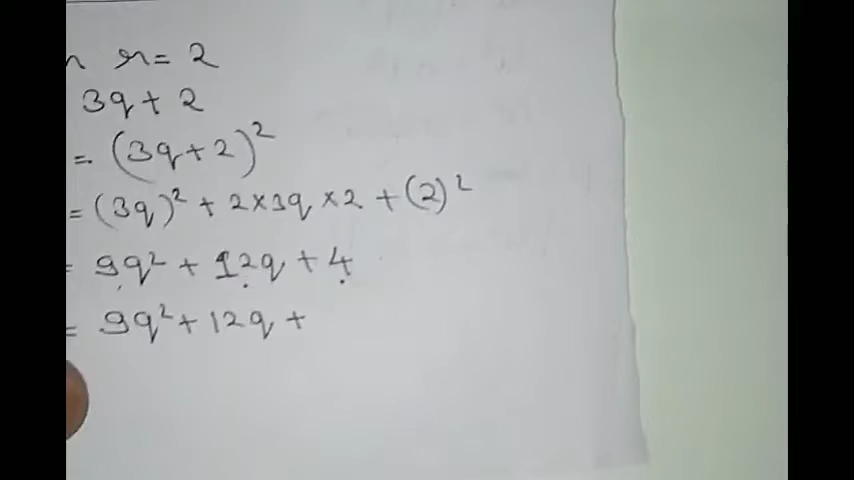 r = 2
3q + 2
= (3q + 2)²
= (3q)² + 2×3q×2 + (2)²
= 9q² + 12q + 4
= 9q² + 12q +